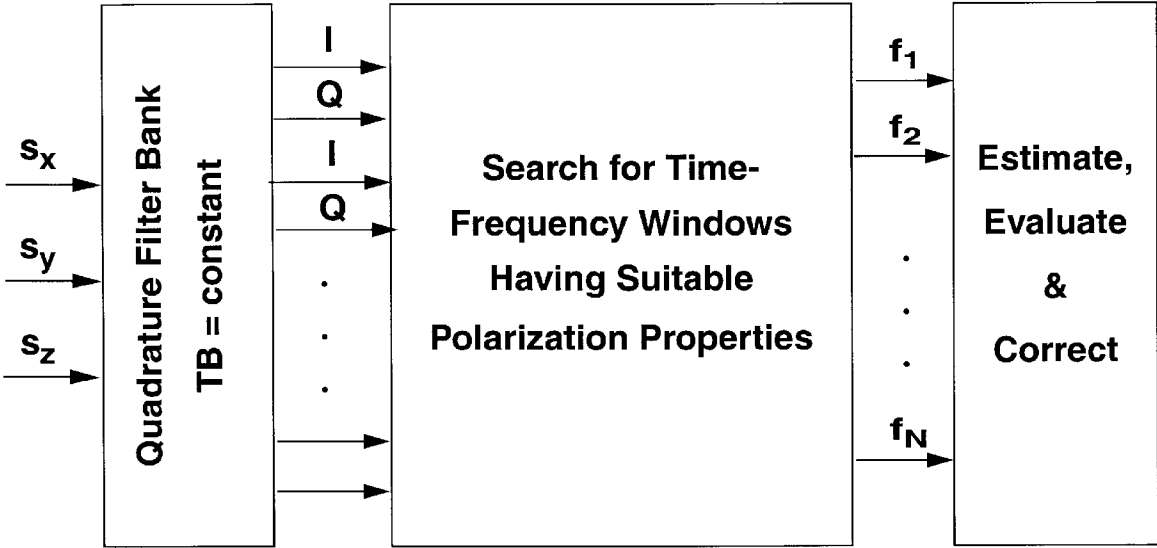 s_x
s_y
s_z
Quadrature Filter Bank
TB = constant
I
Q
I
Q
.
.
.
Search for Time-
Frequency Windows
Having Suitable
Polarization Properties
f_1
f_2
.
.
.
f_N
Estimate,
Evaluate
&
Correct